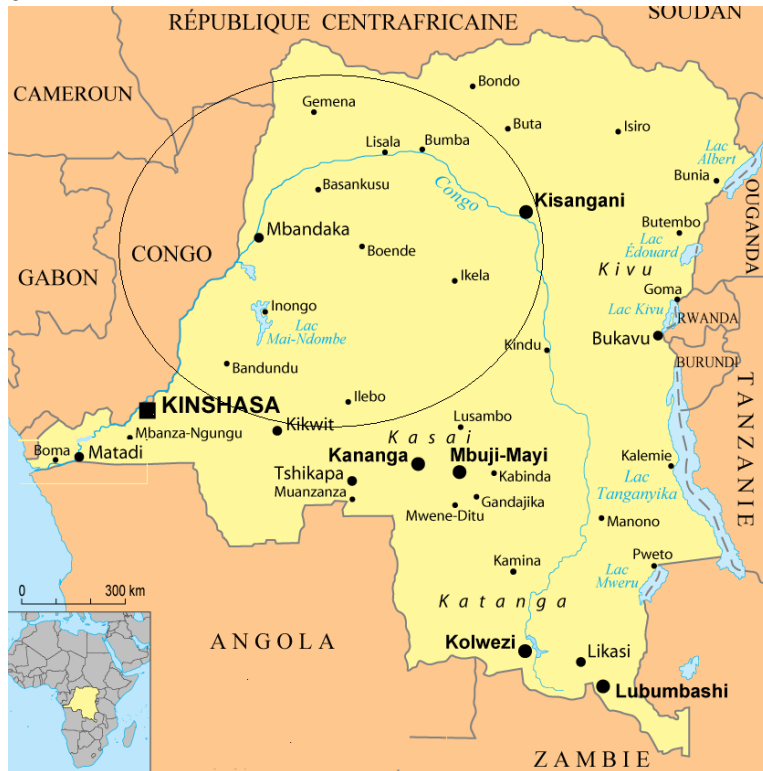 SOUDAN
RÉPUBLIQUE CENTRAFRICAINE
CAMEROUN
Bondo
Gemena
Buta
Isiro
Lisala
Bumba
Lac
Albert
Bunia
Basankusu
Congo
Kisangani
OUGANDA
Mbandaka
Butembo
CONGO
Boende
Lac
Édouard
GABON
Kivu
Ikela
Goma
Inongo
Lac Kivu
RWANDA
Lac
Mai-Ndombe
Kindu
Bukavu
Bandundu
BURUNDI
TANZANIE
KINSHASA
Ilebo
Lusambo
Mbanza-Ngungu
Kikwit
Kasai
Boma
Matadi
Kananga
Mbuji-Mayi
Kalemie
Tshikapa
Kabinda
Lac
Tanganyika
Muanzanza
Gandajika
Mwene-Ditu
Manono
Kamina
Pweto
Lac
Mweru
0 300 km
Katanga
ANGOLA
Kolwezi
Likasi
Lubumbashi
ZAMBIE